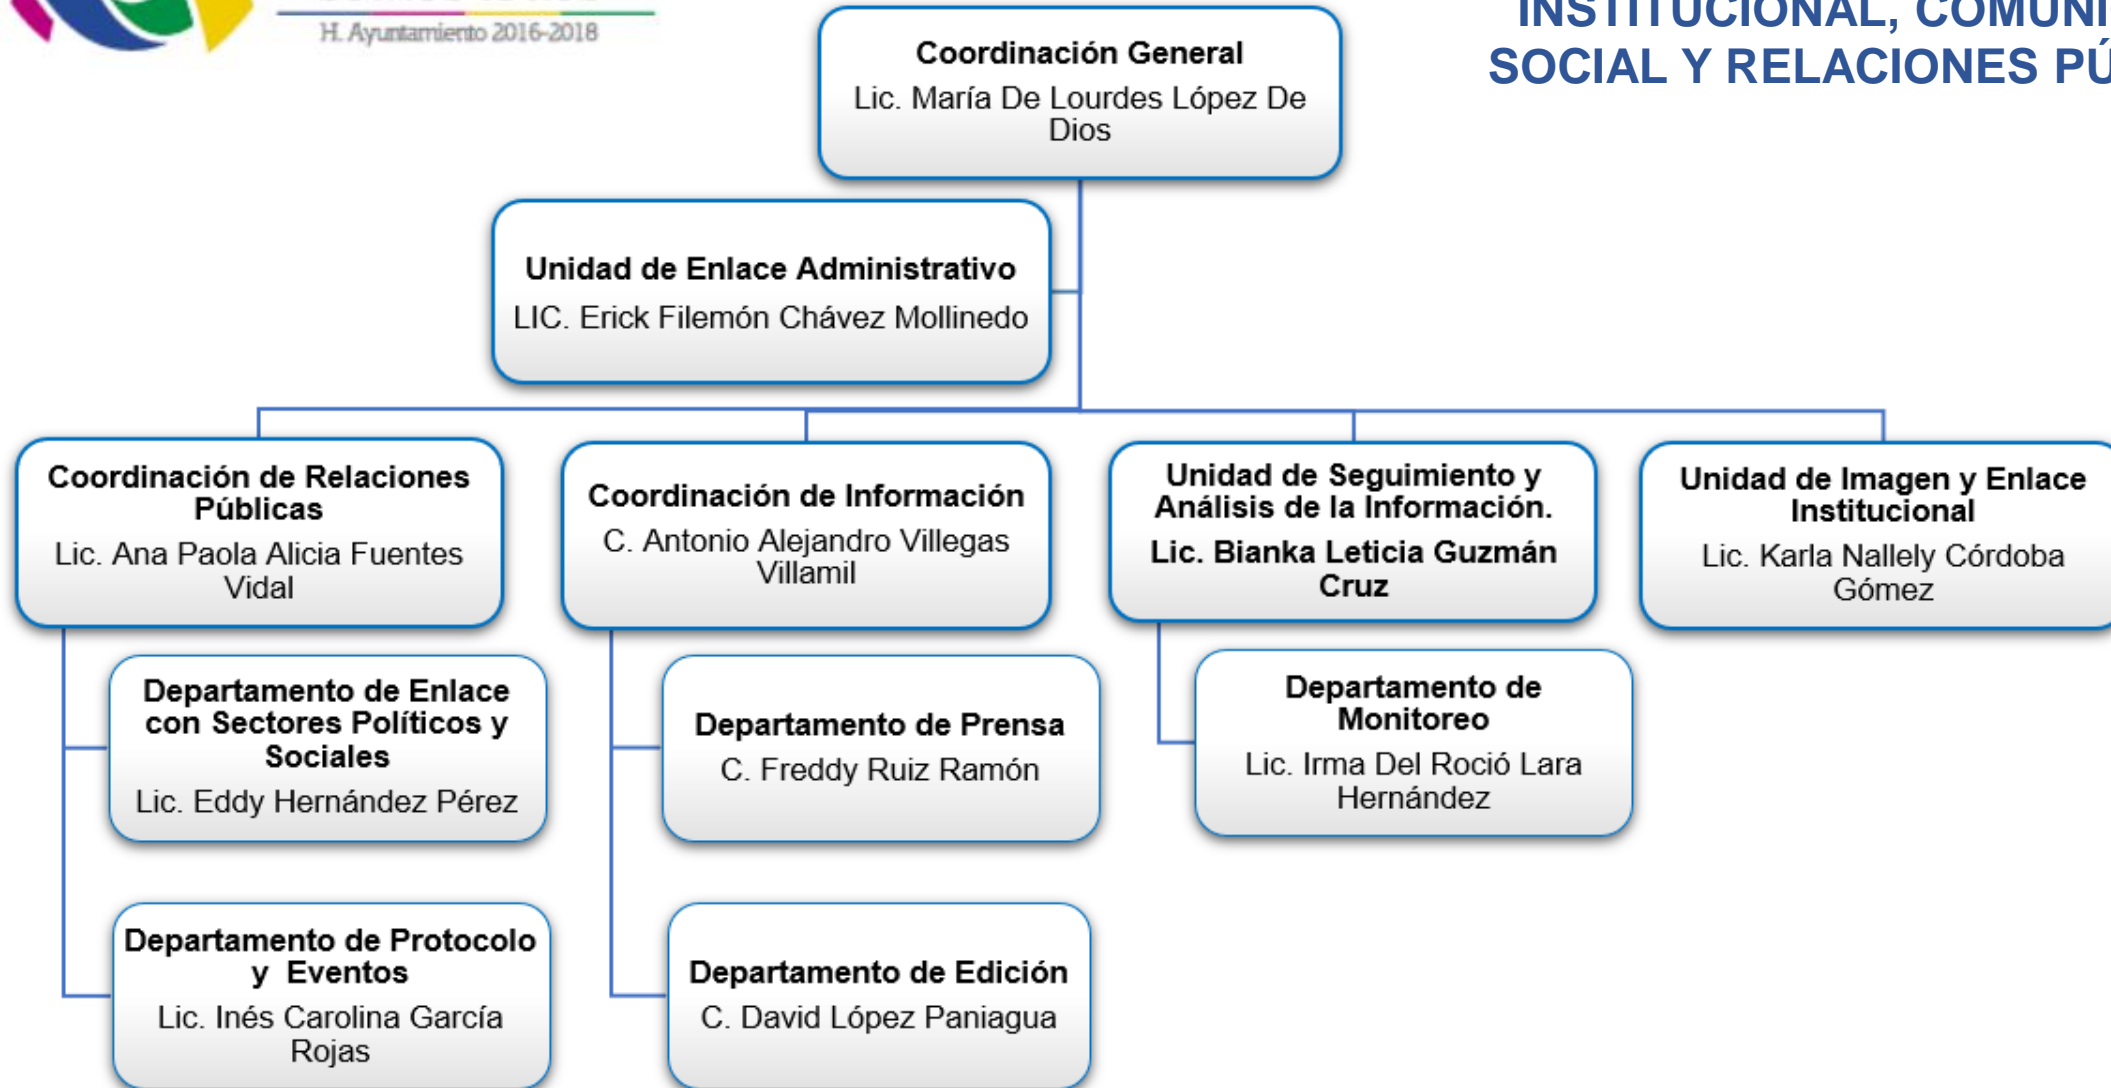 H. Ayuntamiento 2016-2018
INSTITUCIONAL,
SOCIAL Y RELACIONES
Coordinación General
Lic. María De Lourdes López De
Dios
Unidad de Enlace Administrativo
LIC. Erick Filemón Chávez Mollinedo
Coordinación de Relaciones
Públicas
Lic. Ana Paola Alicia Fuentes
Vidal
Coordinación de Información
C. Antonio Alejandro Villegas
Villamil
Unidad de Seguimiento y
Análisis de la Información.
Lic. Bianka Leticia Guzmán
Cruz
Unidad de Imagen y Enlace
Institucional
Lic. Karla Nallely Córdoba
Gómez
Departamento de Enlace
con Sectores Políticos y
Sociales
Lic. Eddy Hernández Pérez
Departamento de Prensa
C. Freddy Ruiz Ramón
Departamento de
Monitoreo
Lic. Irma Del Roció Lara
Hernández
Departamento de Protocolo
y Eventos
Lic. Inés Carolina García
Rojas
Departamento de Edición
C. David López Paniagua